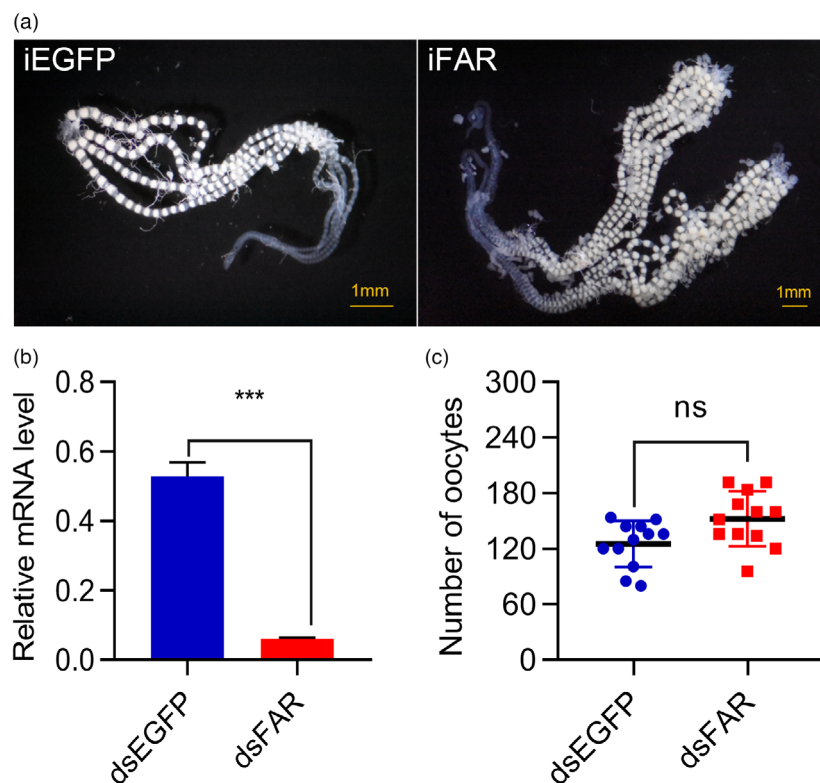 (a)
iEGFP
iFAR
1mm
1mm
(b)
Relative mRNA level
0.8
0.6
0.4
0.2
0.0
***
dsEGFP
dsFAR
(c)
Number of oocytes
300
240
180
120
60
0
ns
dsEGFP
dsFAR